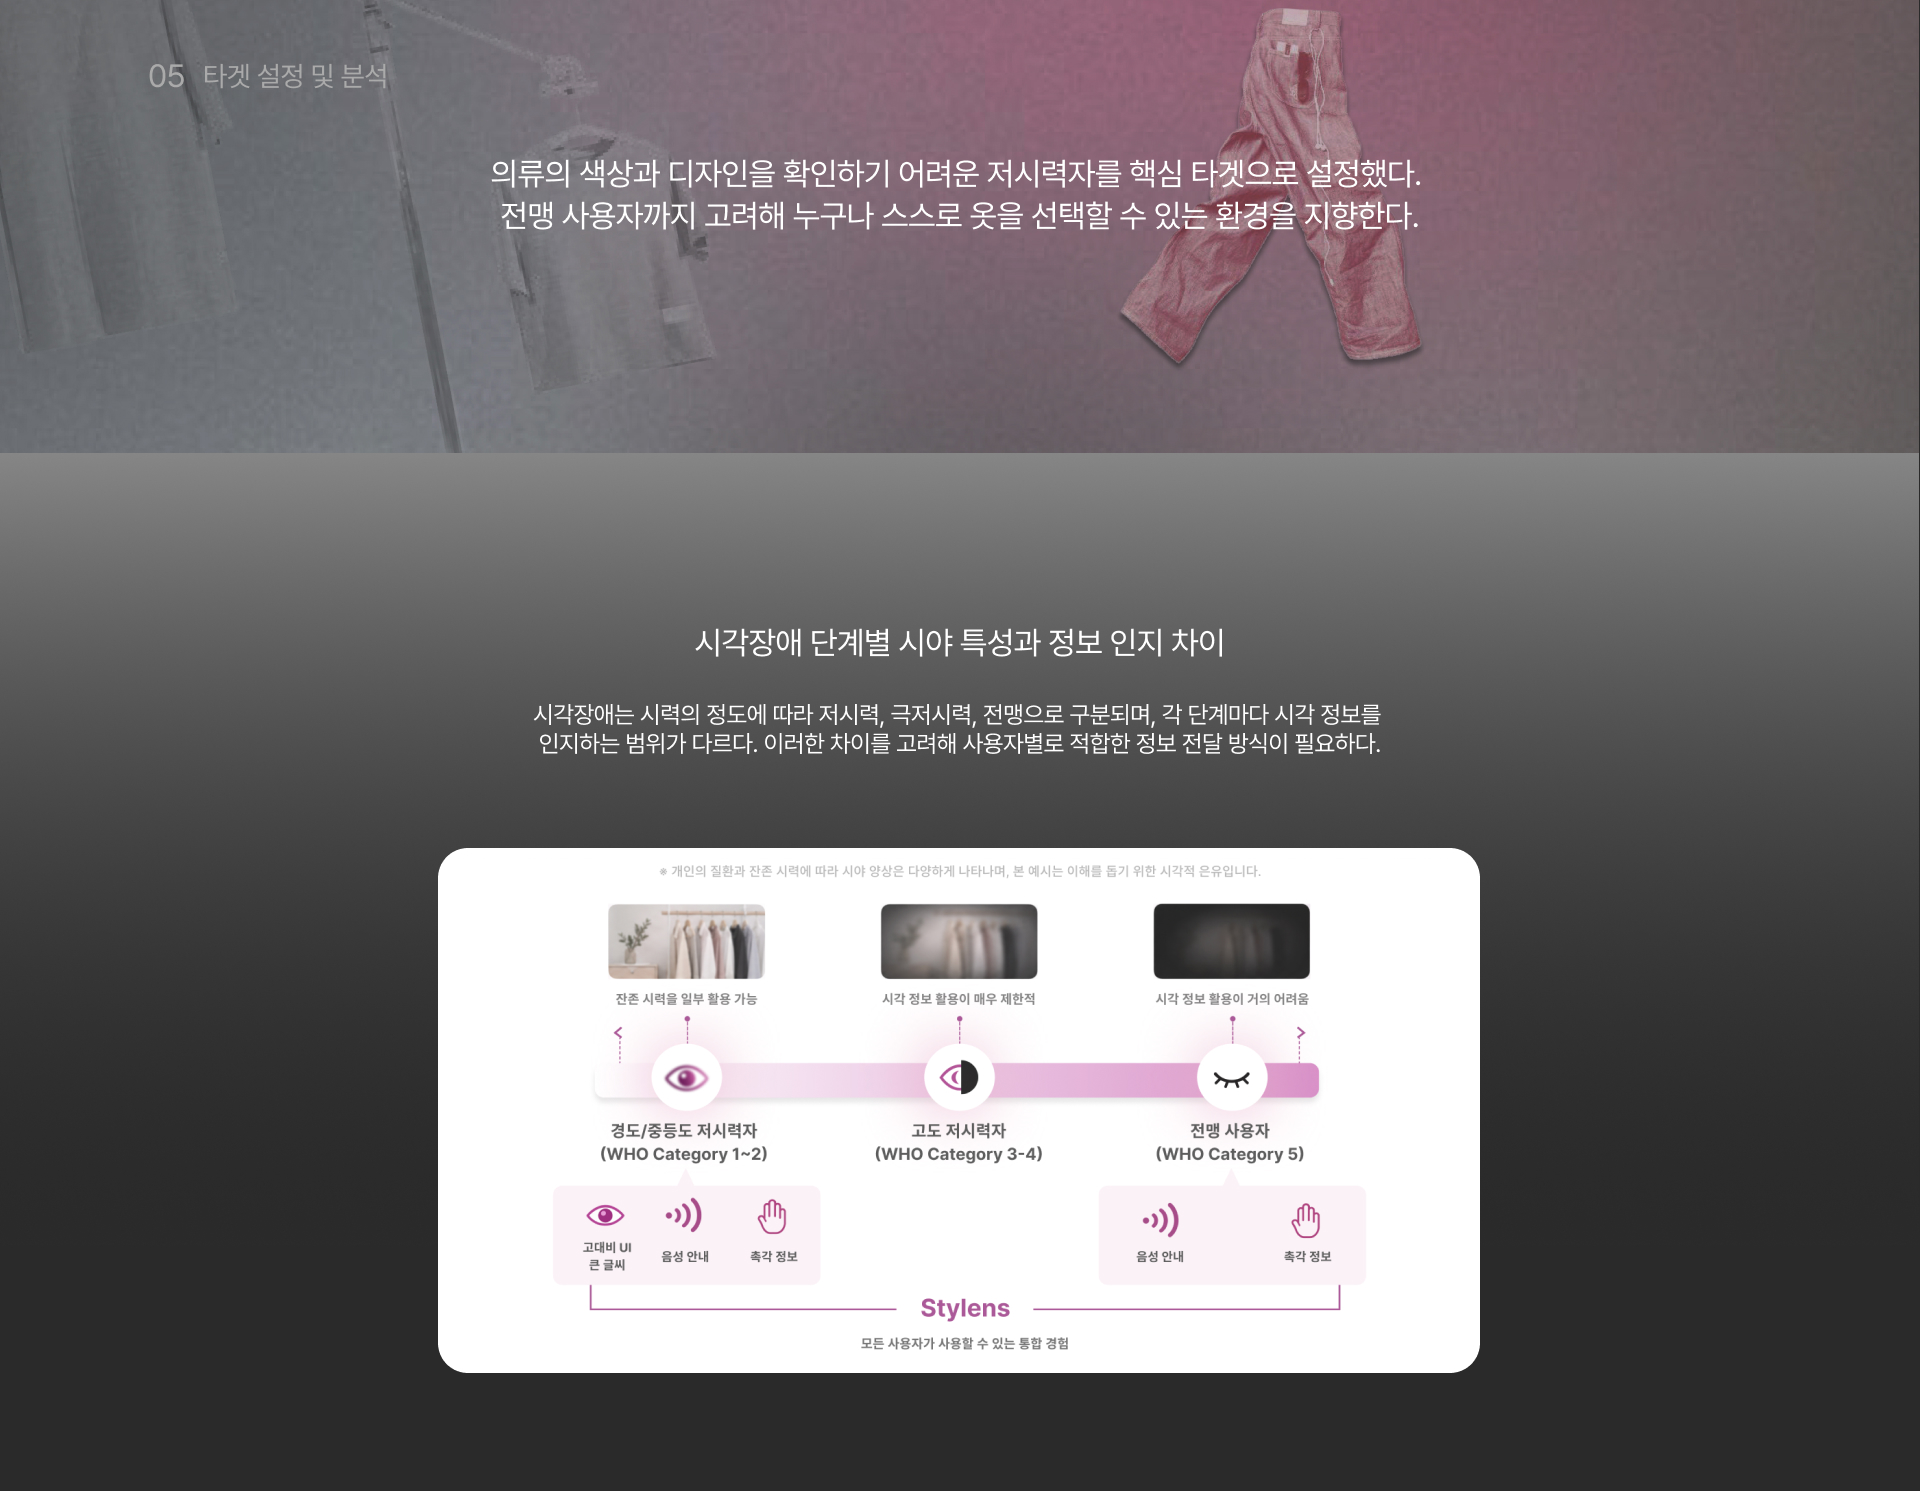 05 타겟 설정 및 분석
의류의 색상과 디자인을 확인하기 어려운 저시력자를 핵심 타겟으로 설정했다.
전맹 사용자까지 고려해 누구나 스스로 옷을 선택할 수 있는 환경을 지향한다.
시각장애 단계별 시야 특성과 정보 인지 차이
시각장애는 시력의 정도에 따라 저시력, 극저시력, 전맹으로 구분되며, 각 단계마다 시각 정보를
인지하는 범위가 다르다. 이러한 차이를 고려해 사용자별로 적합한 정보 전달 방식이 필요하다.
※ 개인의 질환과 잔존 시력에 따라 시야 양상은 다양하게 나타나며, 본 예시는 이해를 돕기 위한 시각적 은유입니다.
잔존 시력을 일부 활용 가능
시각 정보 활용이 매우 제한적
시각 정보 활용이 거의 어려움
경도/중등도 저시력자
(WHO Category 1~2)
고도 저시력자
(WHO Category 3-4)
전맹 사용자
(WHO Category 5)
고대비 UI
큰 글씨
음성 안내
촉각 정보
음성 안내
촉각 정보
Stylens
모든 사용자가 사용할 수 있는 통합 경험